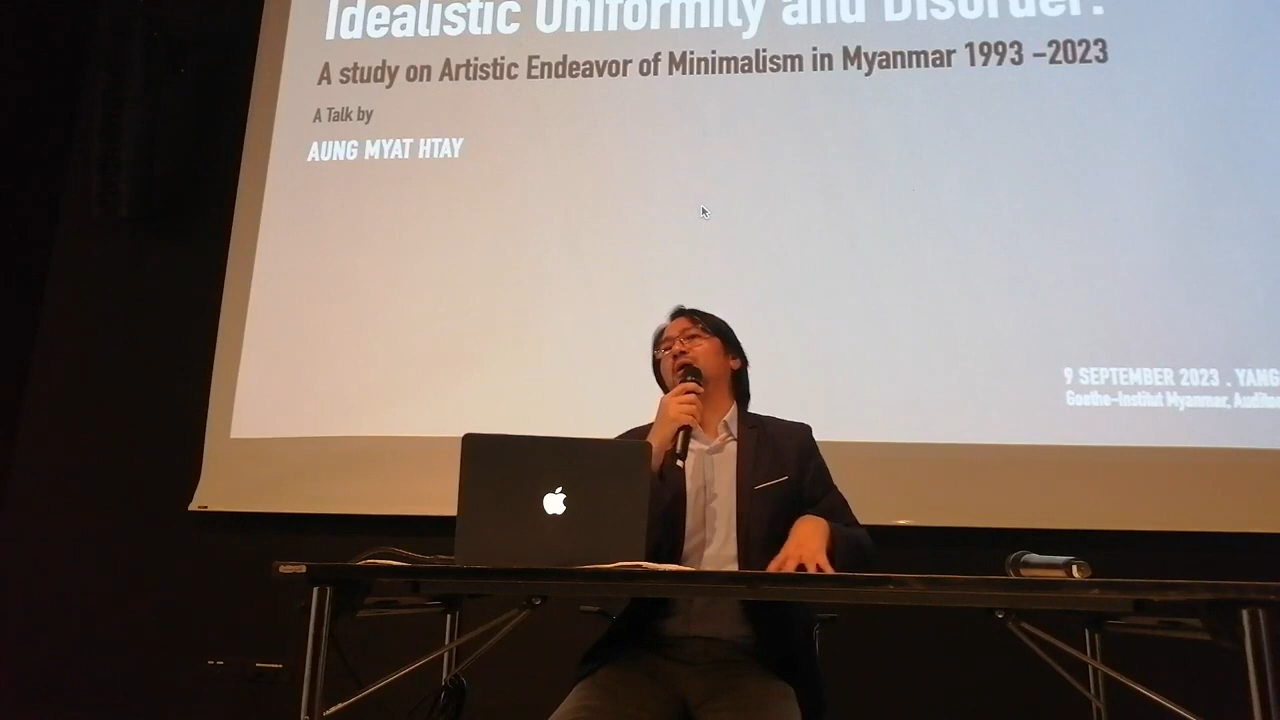 Idealistic Uniformity and Disorder:
A study on Artistic Endeavor of Minimalism in Myanmar 1993 –2023
A Talk by
AUNG MYAT HTAY
9 SEPTEMBER 2023 . YANG
Goethe-Institut Myanmar,